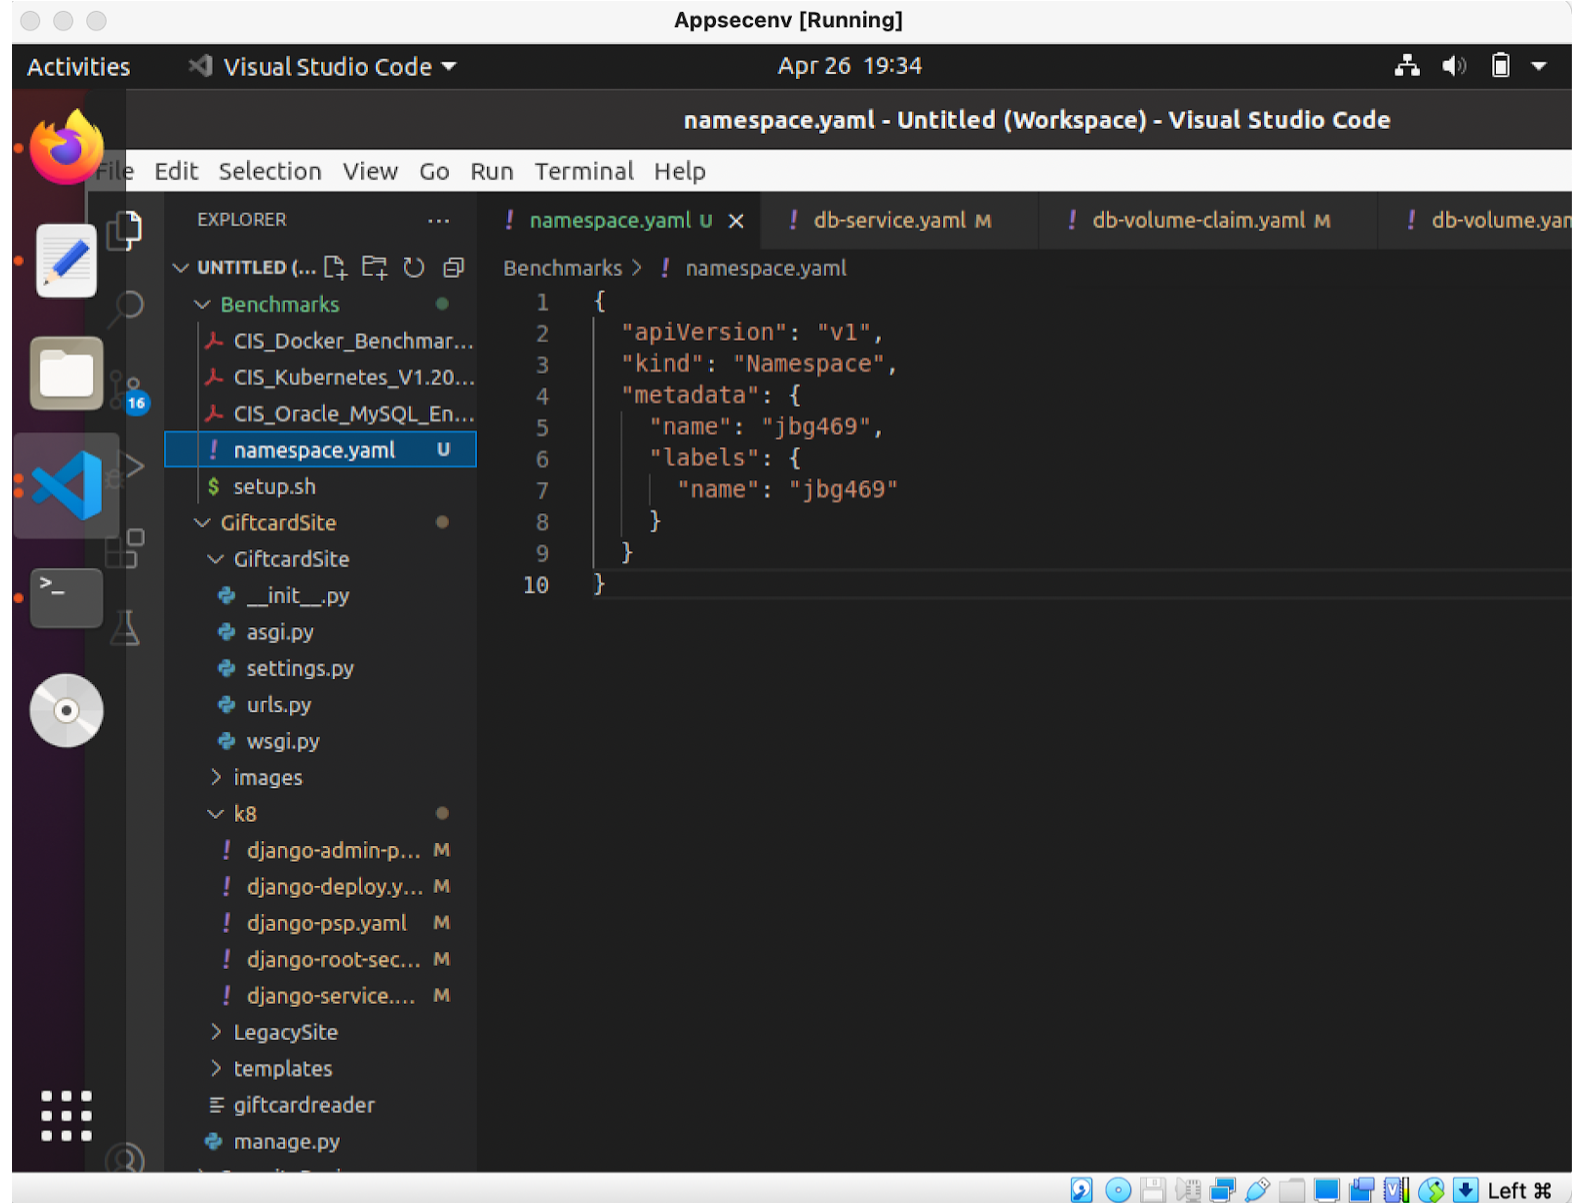 Appsecenv [Running]
Activities
Visual Studio Code
Apr 26 19:34
namespace.yaml - Untitled (Workspace) - Visual Studio Code
File Edit Selection View Go Run Terminal Help
EXPLORER
UNTITLED (...
Benchmarks
CIS_Docker_Benchmar...
CIS_Kubernetes_V1.20...
CIS_Oracle_MySQL_En...
namespace.yaml U
setup.sh
GiftcardSite
GiftcardSite
__init__.py
asgi.py
settings.py
urls.py
wsgi.py
images
k8
django-admin-p... M
django-deploy.y... M
django-psp.yaml M
django-root-sec... M
django-service.... M
LegacySite
templates
giftcardreader
manage.py
16
namespace.yaml U
db-service.yaml M
db-volume-claim.yaml M
db-volume.yam
Benchmarks > ! namespace.yaml
1 {
2 "apiVersion": "v1",
3 "kind": "Namespace",
4 "metadata": {
5 "name": "jbg469",
6 "labels": {
7 "name": "jbg469"
8 }
9 }
10 }
Left ⌘